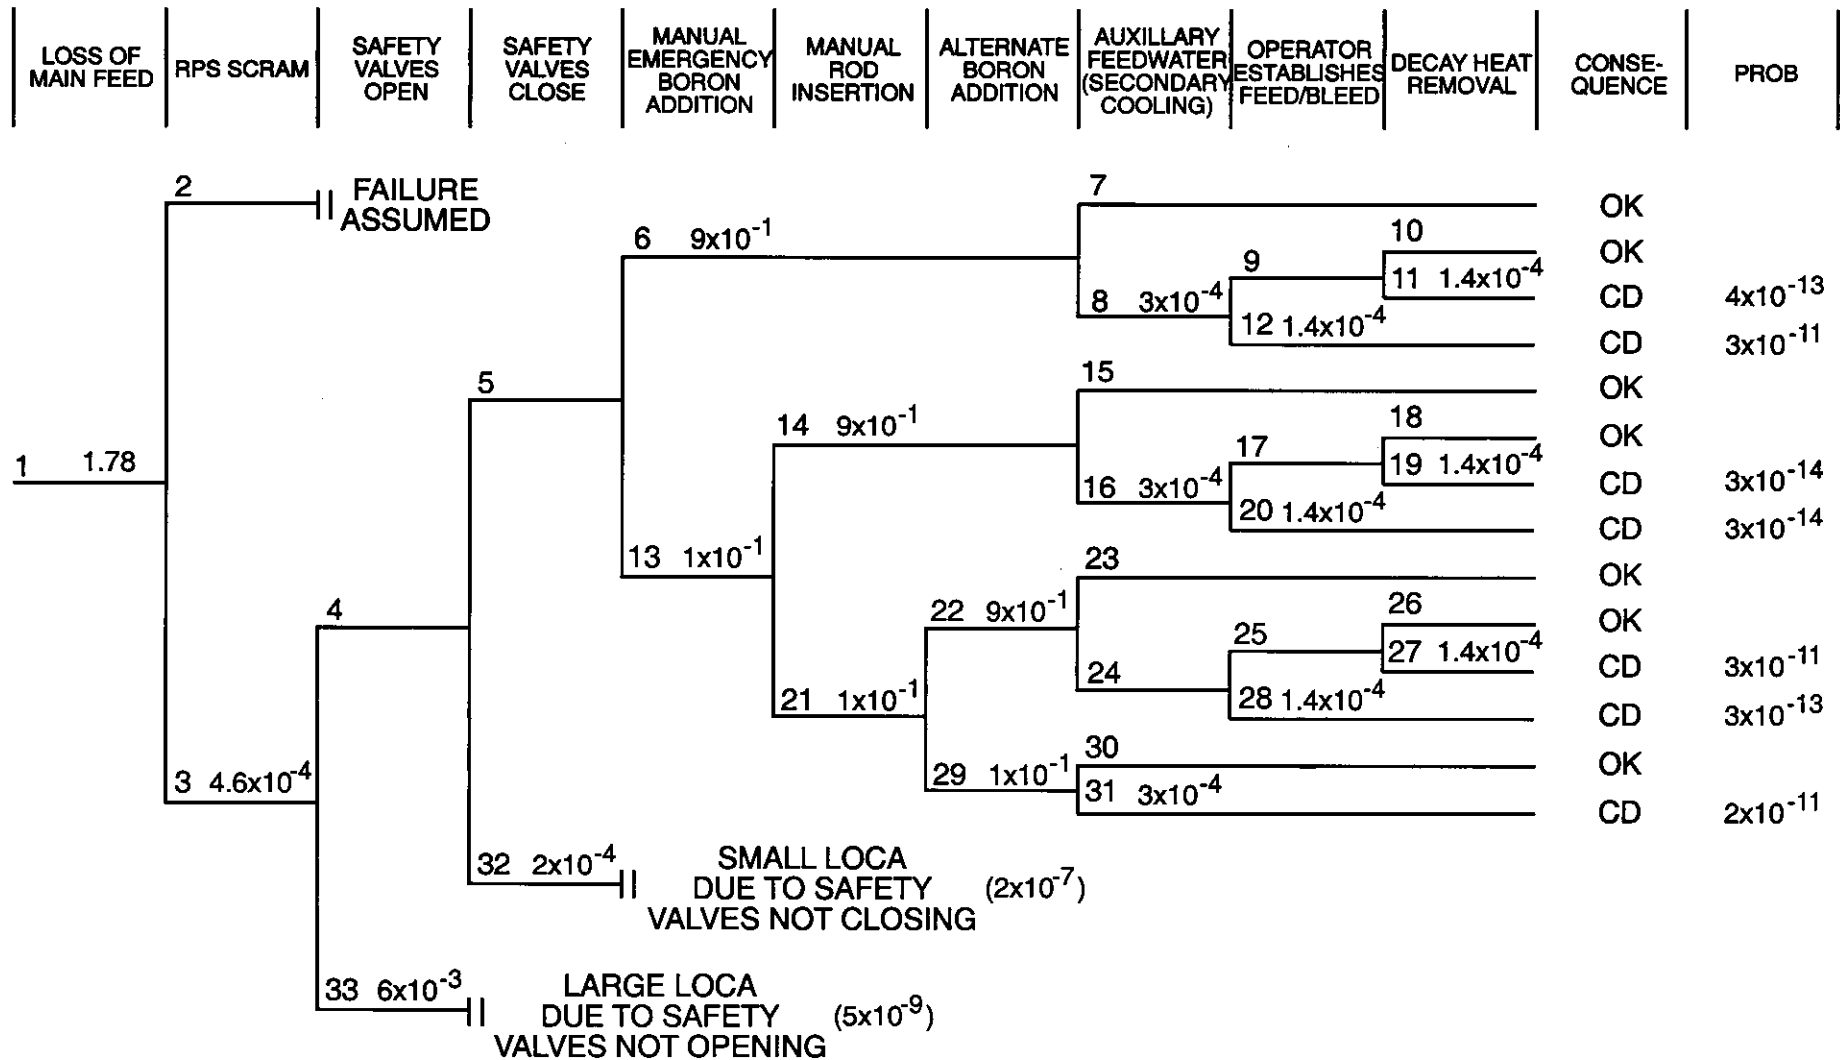 LOSS OF
MAIN FEED
RPS SCRAM
SAFETY
VALVES
OPEN
SAFETY
VALVES
CLOSE
MANUAL
EMERGENCY
BORON
ADDITION
MANUAL
ROD
INSERTION
ALTERNATE
BORON
ADDITION
AUXILLARY
FEEDWATER
(SECONDARY
COOLING)
OPERATOR
ESTABLISHES
FEED/BLEED
DECAY HEAT
REMOVAL
CONSE-
QUENCE
PROB
2
FAILURE
ASSUMED
7
OK
6 9x10⁻¹
10
OK
9
11 1.4x10⁻⁴
8 3x10⁻⁴
CD 4x10⁻¹³
12 1.4x10⁻⁴
CD 3x10⁻¹¹
5
15
OK
14 9x10⁻¹
18
OK
17
1 1.78
19 1.4x10⁻⁴
16 3x10⁻⁴
CD 3x10⁻¹⁴
20 1.4x10⁻⁴
CD 3x10⁻¹⁴
13 1x10⁻¹
23
OK
4
22 9x10⁻¹
26
OK
25
27 1.4x10⁻⁴
24
CD 3x10⁻¹¹
21 1x10⁻¹
28 1.4x10⁻⁴
CD 3x10⁻¹³
30
OK
3 4.6x10⁻⁴
29 1x10⁻¹
31 3x10⁻⁴
CD 2x10⁻¹¹
32 2x10⁻⁴
SMALL LOCA
DUE TO SAFETY (2x10⁻⁷)
VALVES NOT CLOSING
33 6x10⁻³
LARGE LOCA
DUE TO SAFETY (5x10⁻⁹)
VALVES NOT OPENING